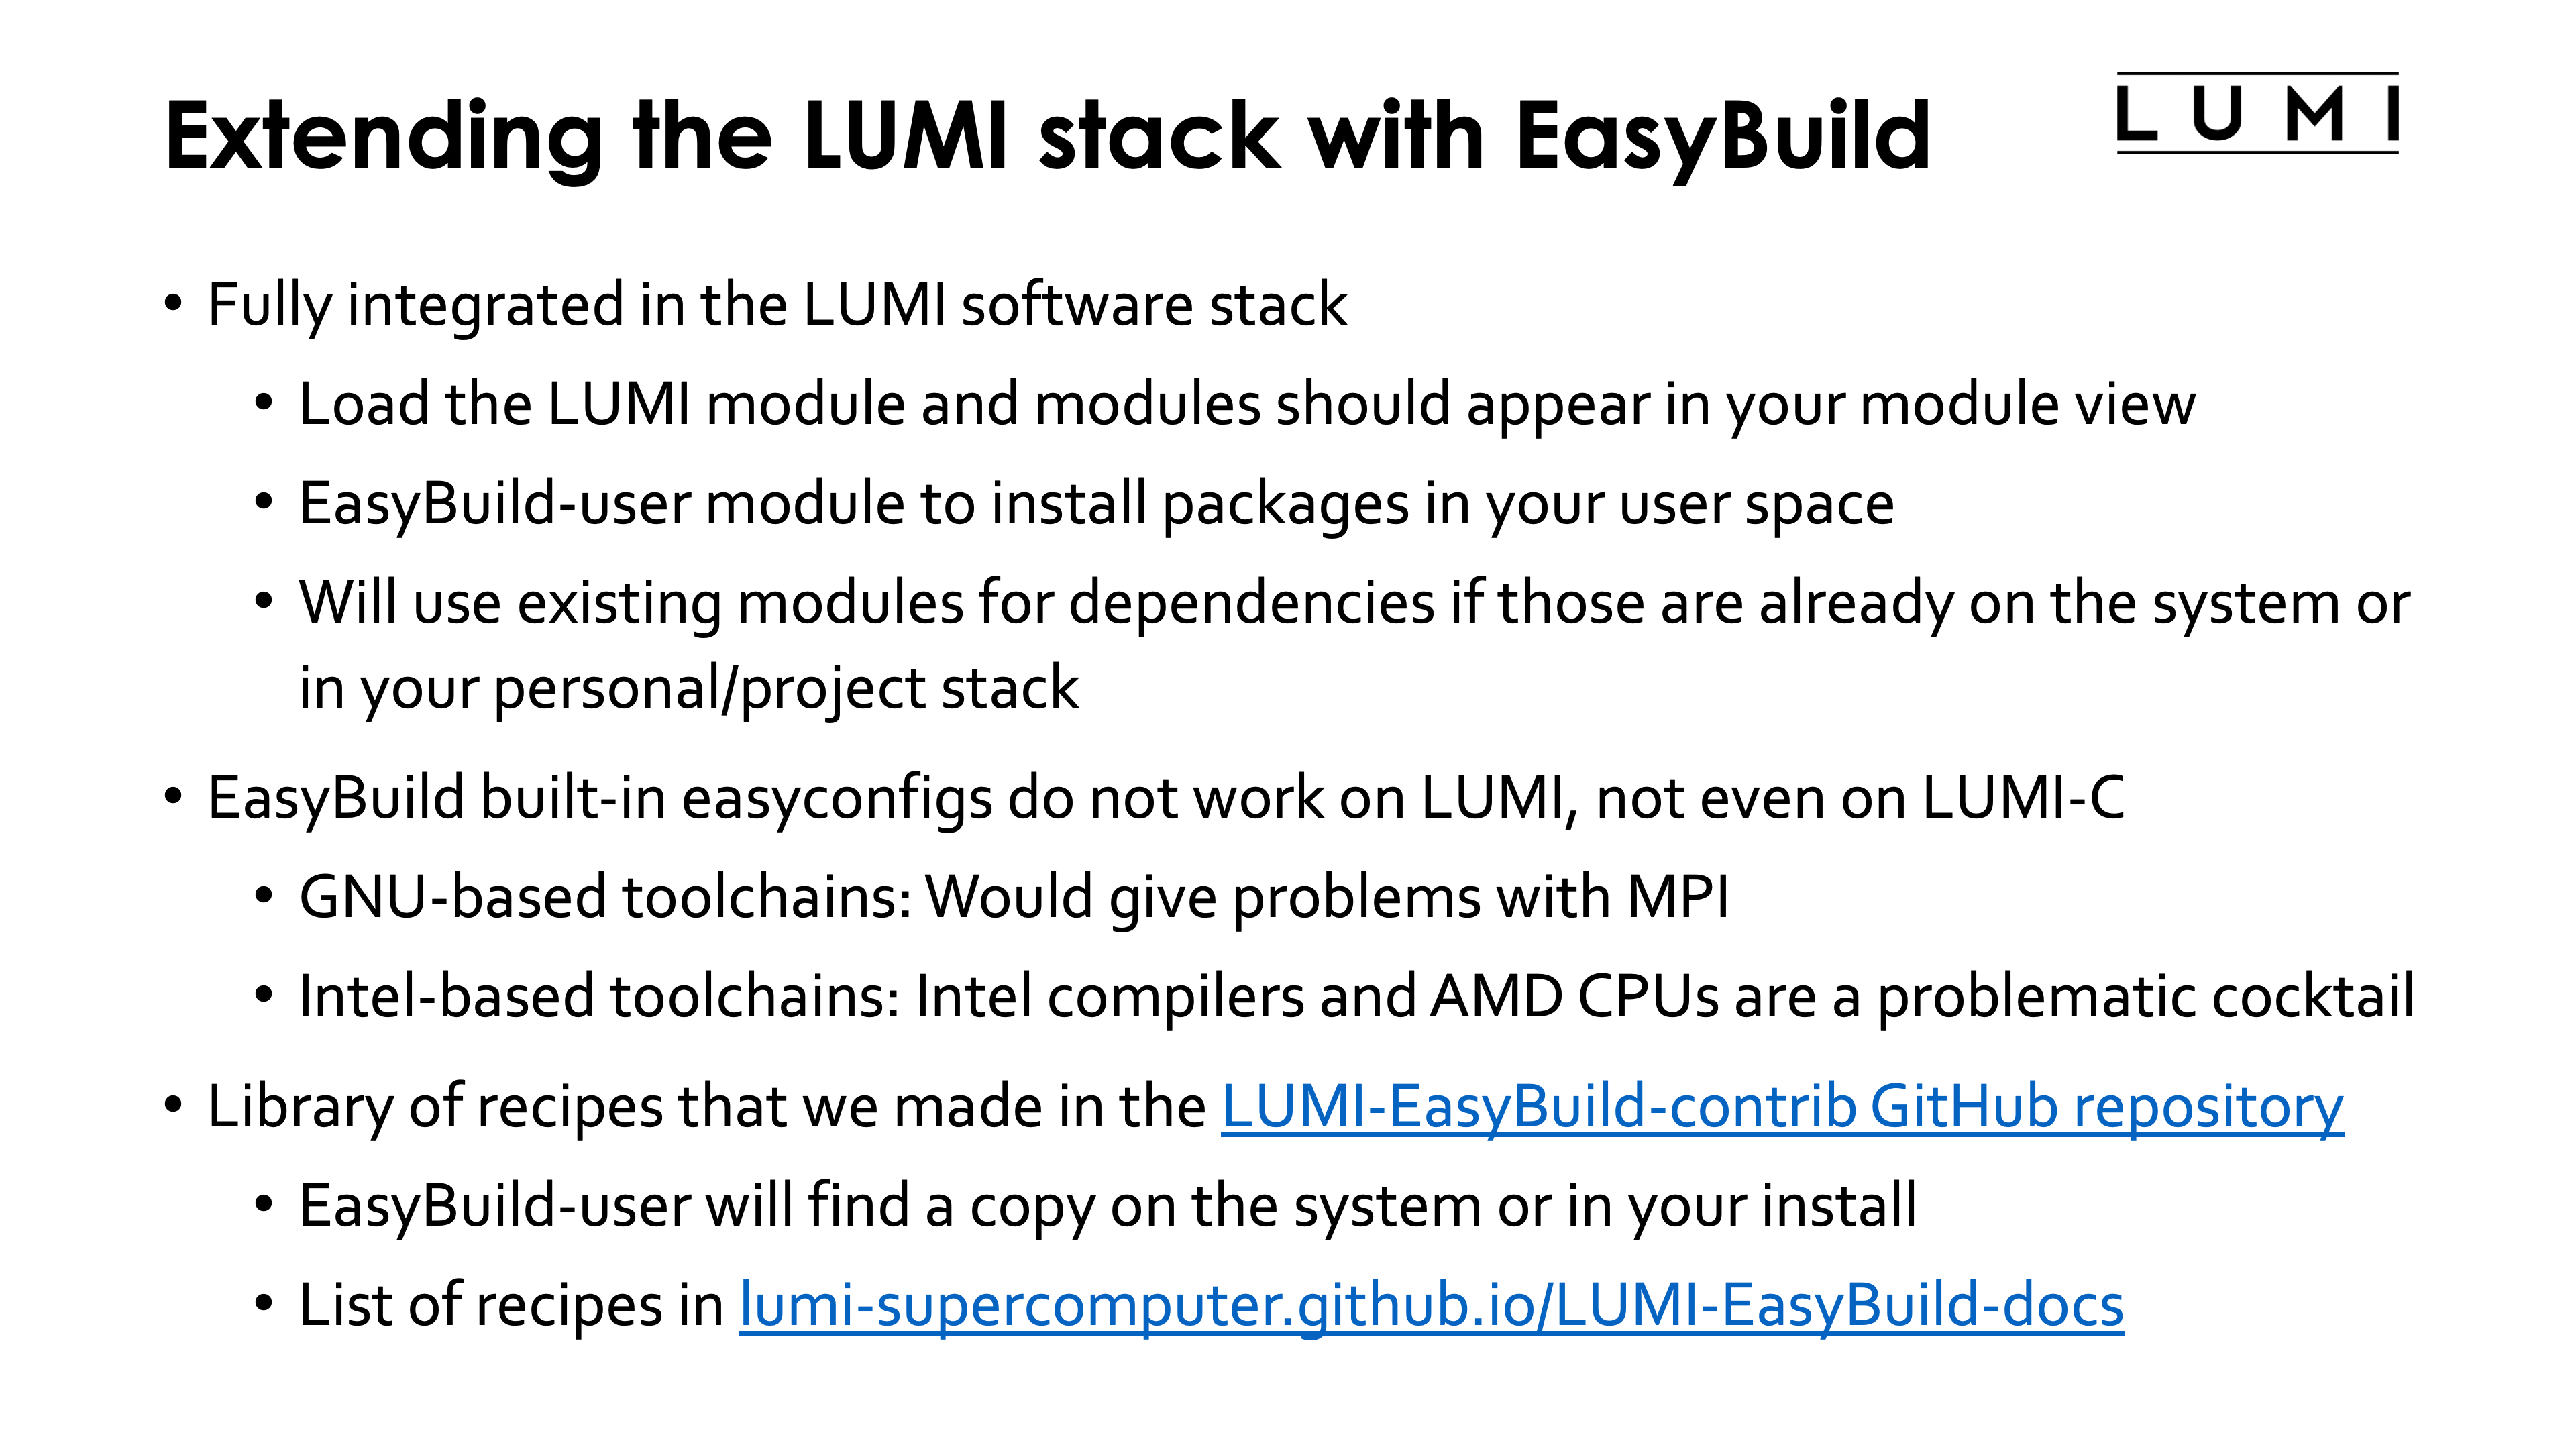 Extending the LUMI stack with EasyBuild
LUMI
• Fully integrated in the LUMI software stack
• Load the LUMI module and modules should appear in your module view
• EasyBuild-user module to install packages in your user space
• Will use existing modules for dependencies if those are already on the system or
in your personal/project stack
• EasyBuild built-in easyconfigs do not work on LUMI, not even on LUMI-C
• GNU-based toolchains: Would give problems with MPI
• Intel-based toolchains: Intel compilers and AMD CPUs are a problematic cocktail
• Library of recipes that we made in the LUMI-EasyBuild-contrib GitHub repository
• EasyBuild-user will find a copy on the system or in your install
• List of recipes in lumi-supercomputer.github.io/LUMI-EasyBuild-docs